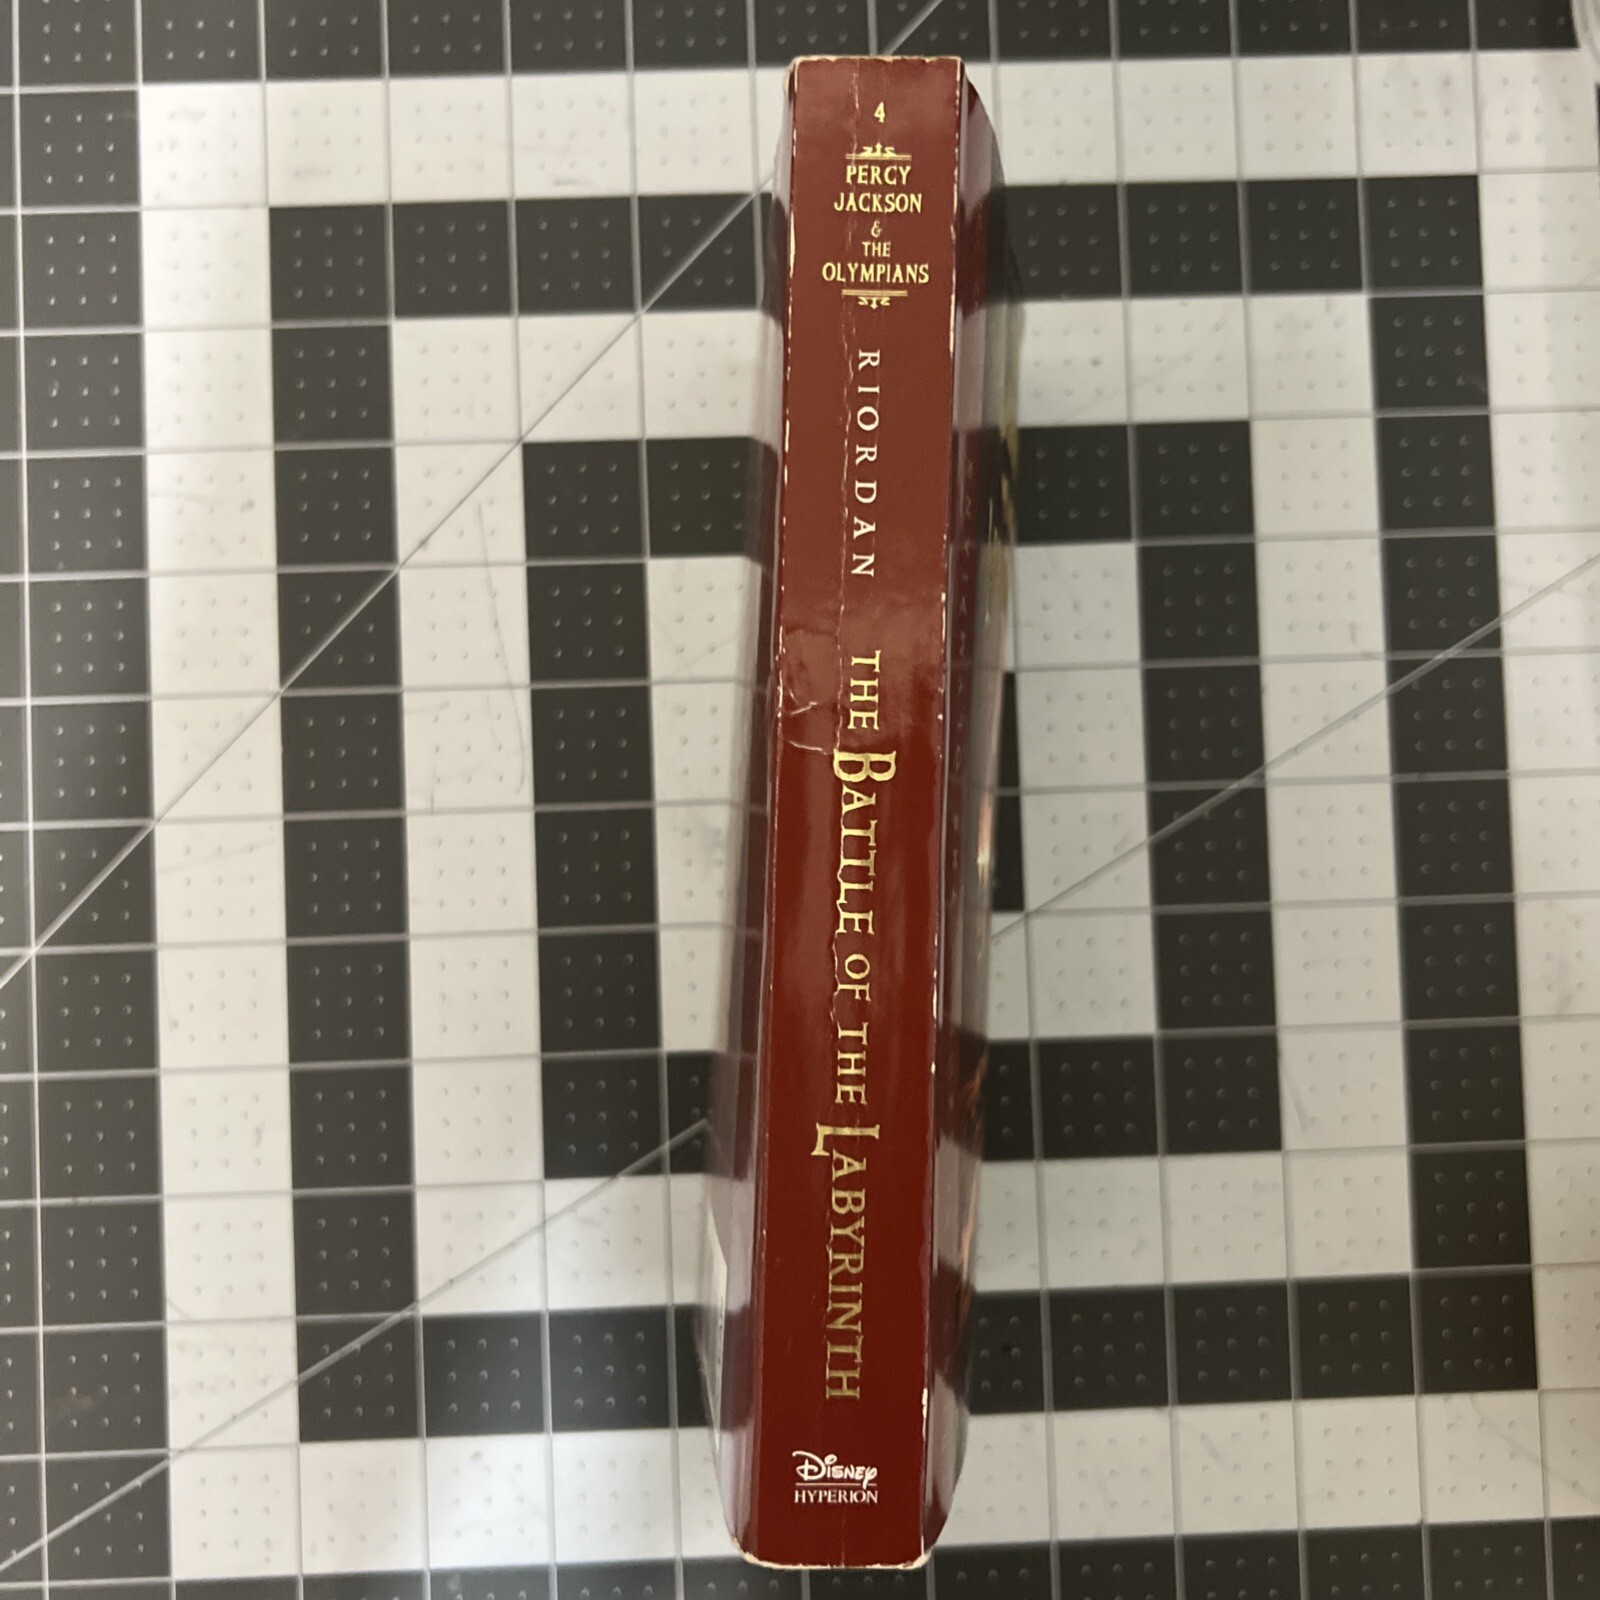 4
PERCY
JACKSON
&
THE
OLYMPIANS
RIORDAN
THE BATTLE OF THE LABYRINTH
DISNEY
HYPERION